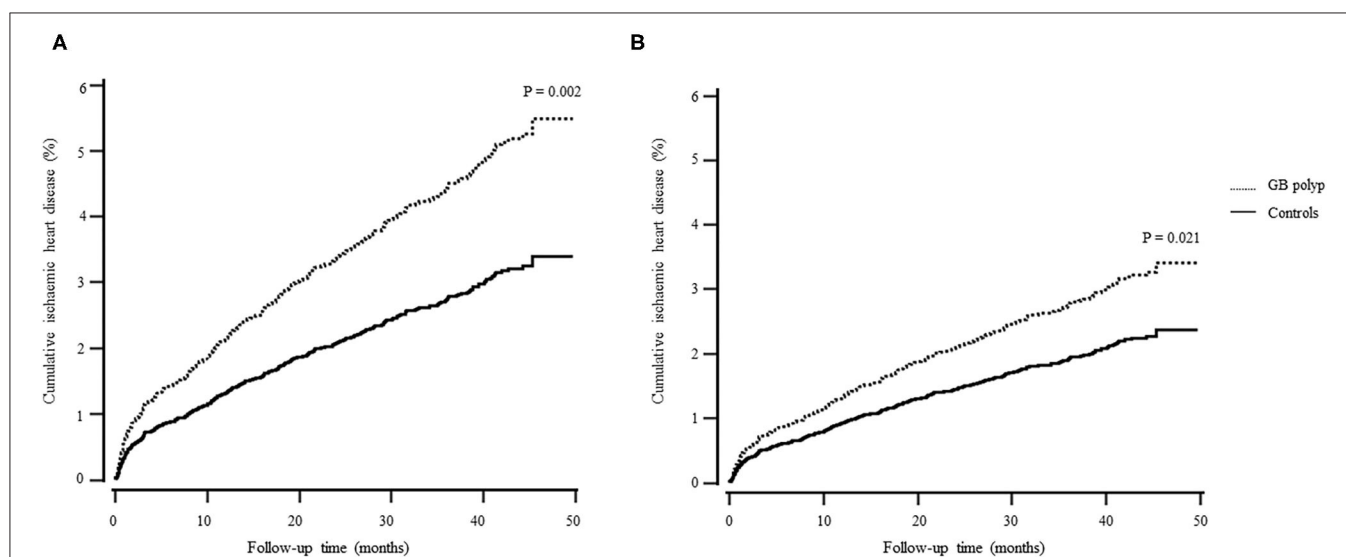 A
Cumulative ischaemic heart disease (%)
6
5
4
3
2
1
0
P = 0.002
0 10 20 30 40 50
Follow-up time (months)
B
Cumulative ischaemic heart disease (%)
6
5
4
3
2
1
0
P = 0.021
0 10 20 30 40 50
Follow-up time (months)
GB polyp
Controls